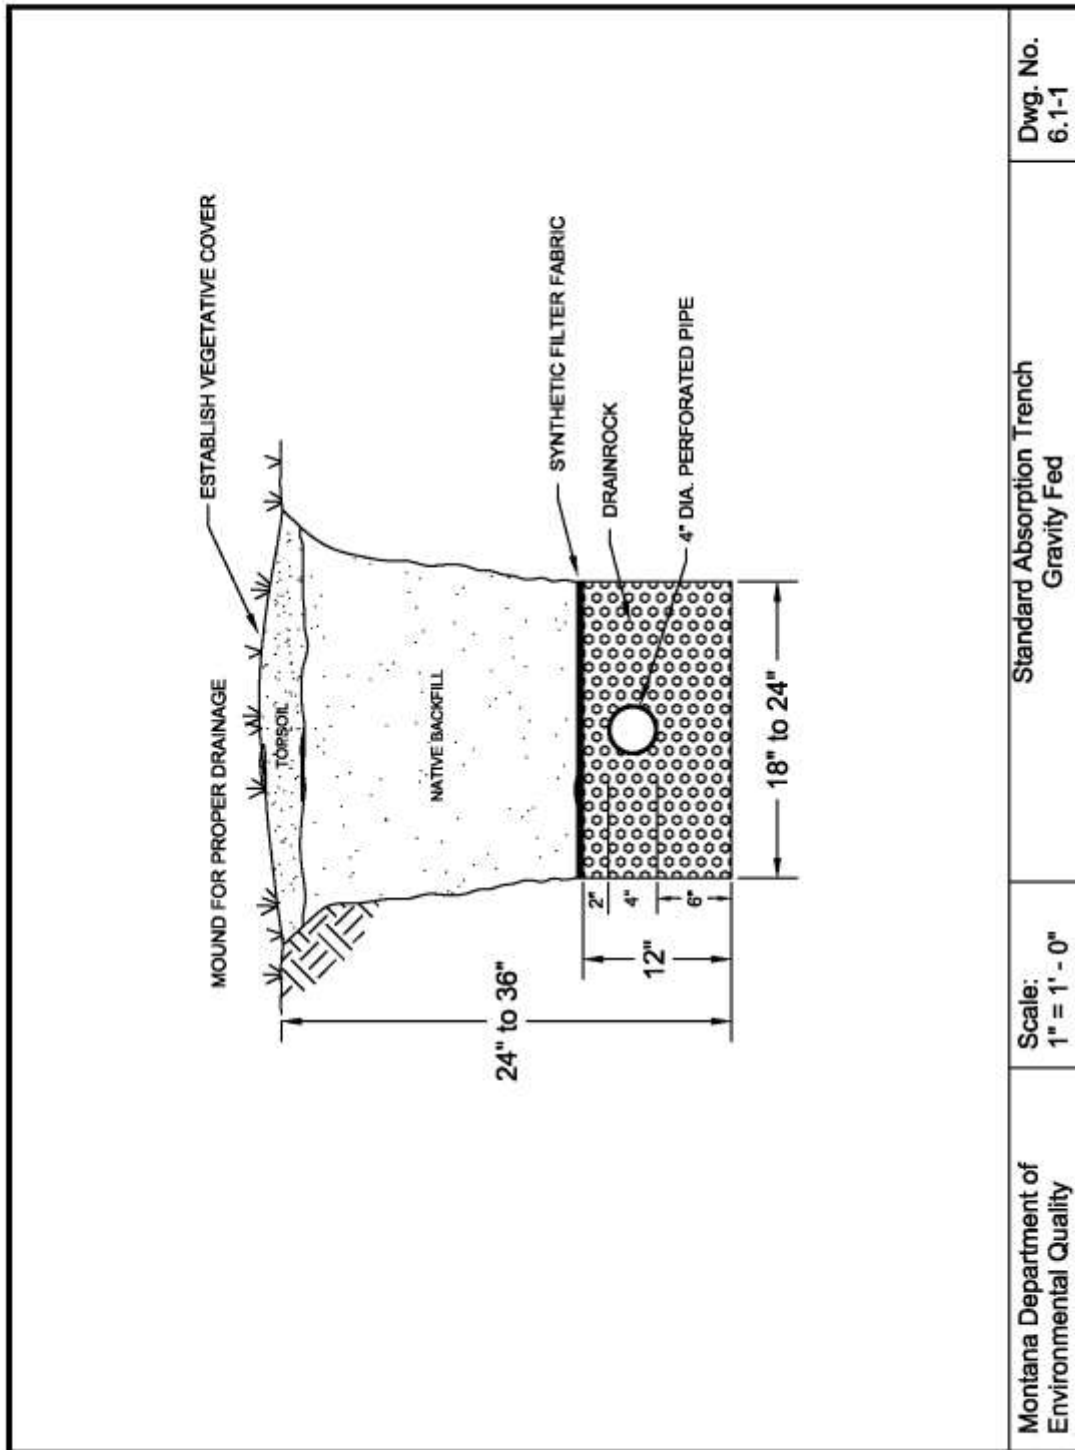 MOUND FOR PROPER DRAINAGE
ESTABLISH VEGETATIVE COVER
TOPSOIL
NATIVE BACKFILL
24" to 36"
12"
2"
4"
6"
SYNTHETIC FILTER FABRIC
DRAINROCK
4" DIA. PERFORATED PIPE
18" to 24"
Montana Department of
Environmental Quality
Scale:
1" = 1' - 0"
Standard Absorption Trench
Gravity Fed
Dwg. No.
6.1-1